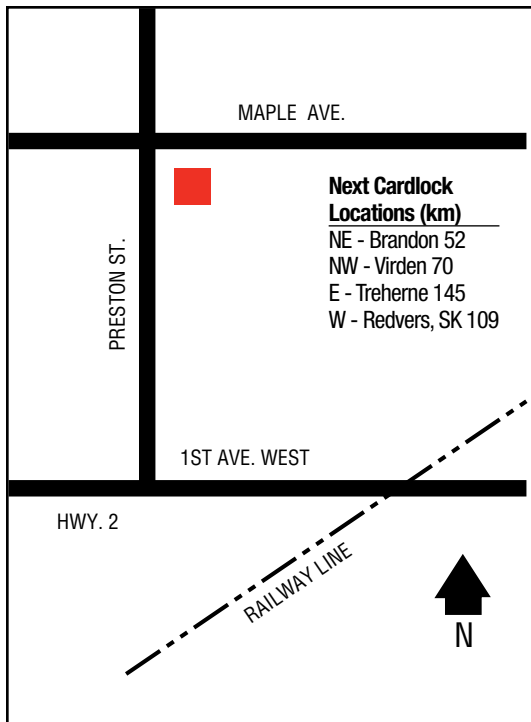 MAPLE AVE.
Next Cardlock
Locations (km)
NE - Brandon 52
NW - Virden 70
E - Treherne 145
W - Redvers, SK 109
PRESTON ST.
1ST AVE. WEST
HWY. 2
RAILWAY LINE
N